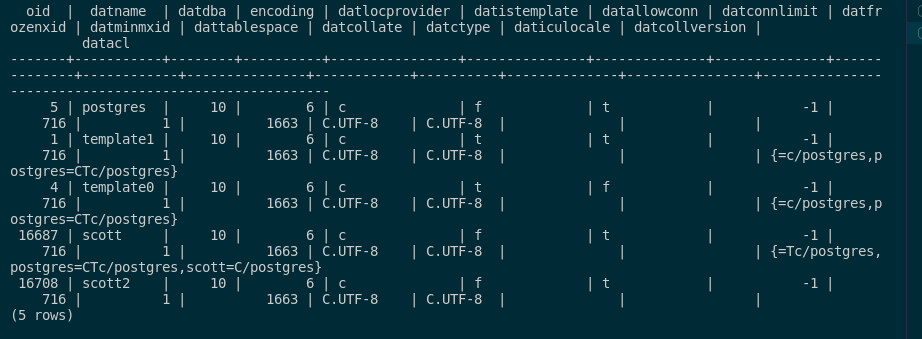 oid  |  datname  | datdba | encoding | datlocprovider | datistemplate | datallowconn | datconnlimit | datfr
ozenxid | datminmxid | dattablespace | datcollate | datctype | daticulocale | datcollversion |
         datacl
-------+-----------+--------+----------+----------------+---------------+--------------+--------------+------
--------+------------+---------------+------------+----------+--------------+----------------+---------------
----------------------------------------
     5 | postgres  |     10 |        6 | c              | f             | t            |           -1 |
    716 |          1 |          1663 | C.UTF-8    | C.UTF-8  |              |                |
     1 | template1 |     10 |        6 | c              | t             | t            |           -1 |
    716 |          1 |          1663 | C.UTF-8    | C.UTF-8  |              |                | {=c/postgres,p
ostgres=CTc/postgres}
     4 | template0 |     10 |        6 | c              | t             | f            |           -1 |
    716 |          1 |          1663 | C.UTF-8    | C.UTF-8  |              |                | {=c/postgres,p
ostgres=CTc/postgres}
 16687 | scott     |     10 |        6 | c              | f             | t            |           -1 |
    716 |          1 |          1663 | C.UTF-8    | C.UTF-8  |              |                | {=Tc/postgres,
postgres=CTc/postgres,scott=C/postgres}
 16708 | scott2    |     10 |        6 | c              | f             | t            |           -1 |
    716 |          1 |          1663 | C.UTF-8    | C.UTF-8  |              |                |
(5 rows)